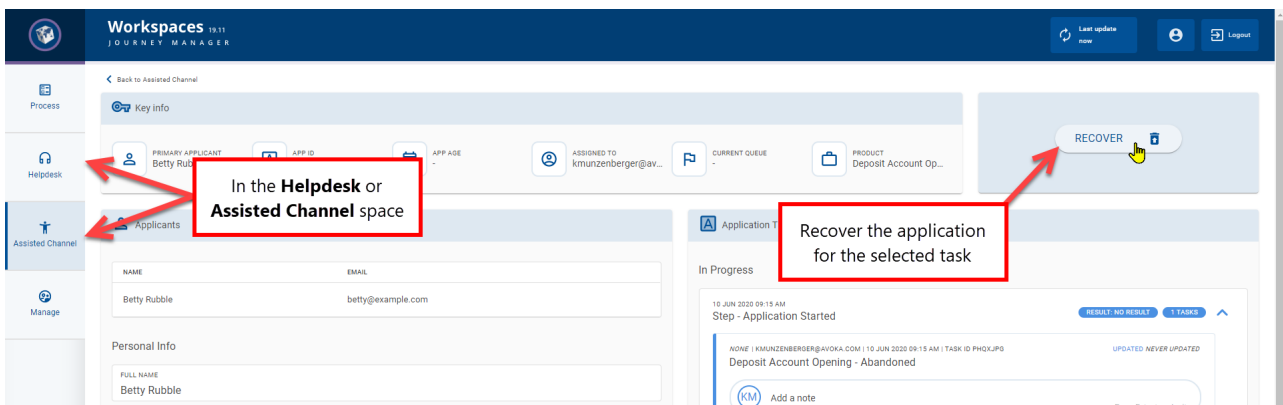 Workspaces 19.11
JOURNEY MANAGER
Last update
now
Logout
Process
Helpdesk
Assisted Channel
Manage
Back to Assisted Channel
Key info
PRIMARY APPLICANT
Betty Rub
APP ID
APP AGE
-
ASSIGNED TO
kmunzenberger@av...
CURRENT QUEUE
-
PRODUCT
Deposit Account Op...
RECOVER
In the Helpdesk or
Assisted Channel space
Recover the application
for the selected task
Applicants
NAME
EMAIL
Betty Rubble
betty@example.com
Personal Info
FULL NAME
Betty Rubble
A
Application T
In Progress
10 JUN 2020 09:15 AM
Step - Application Started
RESULT: NO RESULT
1 TASKS
NONE | KMUNZENBERGER@AVOKA.COM | 10 JUN 2020 09:15 AM | TASK ID PHQXJPG
UPDATED NEVER UPDATED
Deposit Account Opening - Abandoned
KM
Add a note